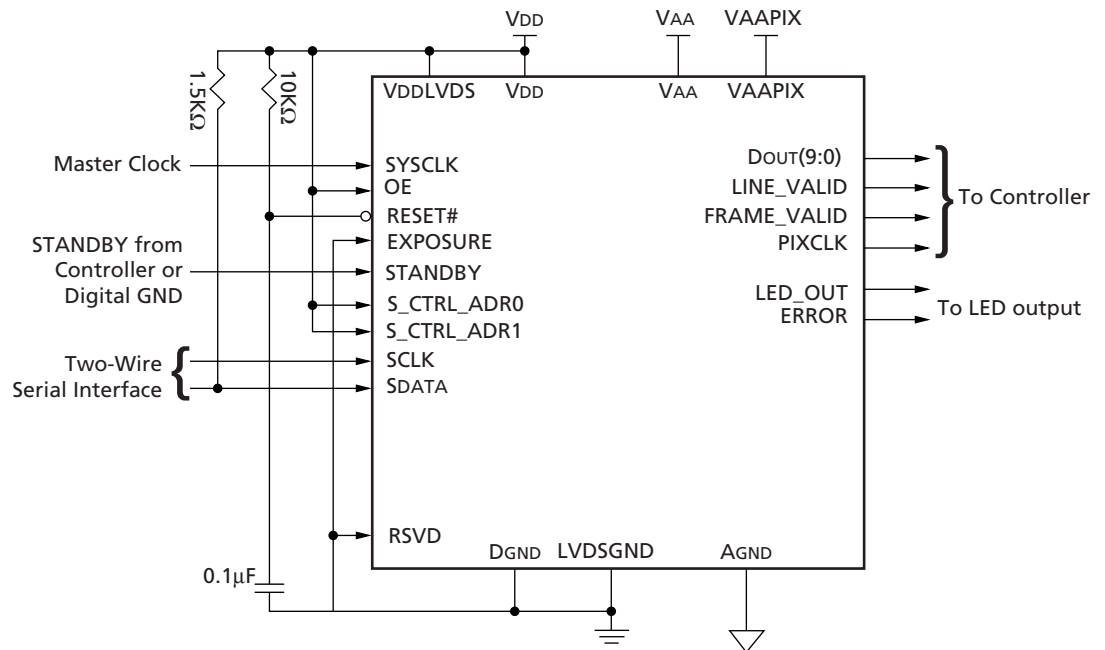 VDD
VAA
VAAPIX
1.5KΩ
10KΩ
VDDLVDS
VDD
VAA
VAAPIX
Master Clock
SYSCLK
OE
RESET#
EXPOSURE
STANDBY from
Controller or
Digital GND
STANDBY
S_CTRL_ADR0
S_CTRL_ADR1
Two-Wire
Serial Interface
{
SCLK
SDATA
RSVD
DOUT(9:0)
LINE_VALID
FRAME_VALID
PIXCLK
}
To Controller
LED_OUT
ERROR
To LED output
0.1µF
DGND
LVDSGND
AGND